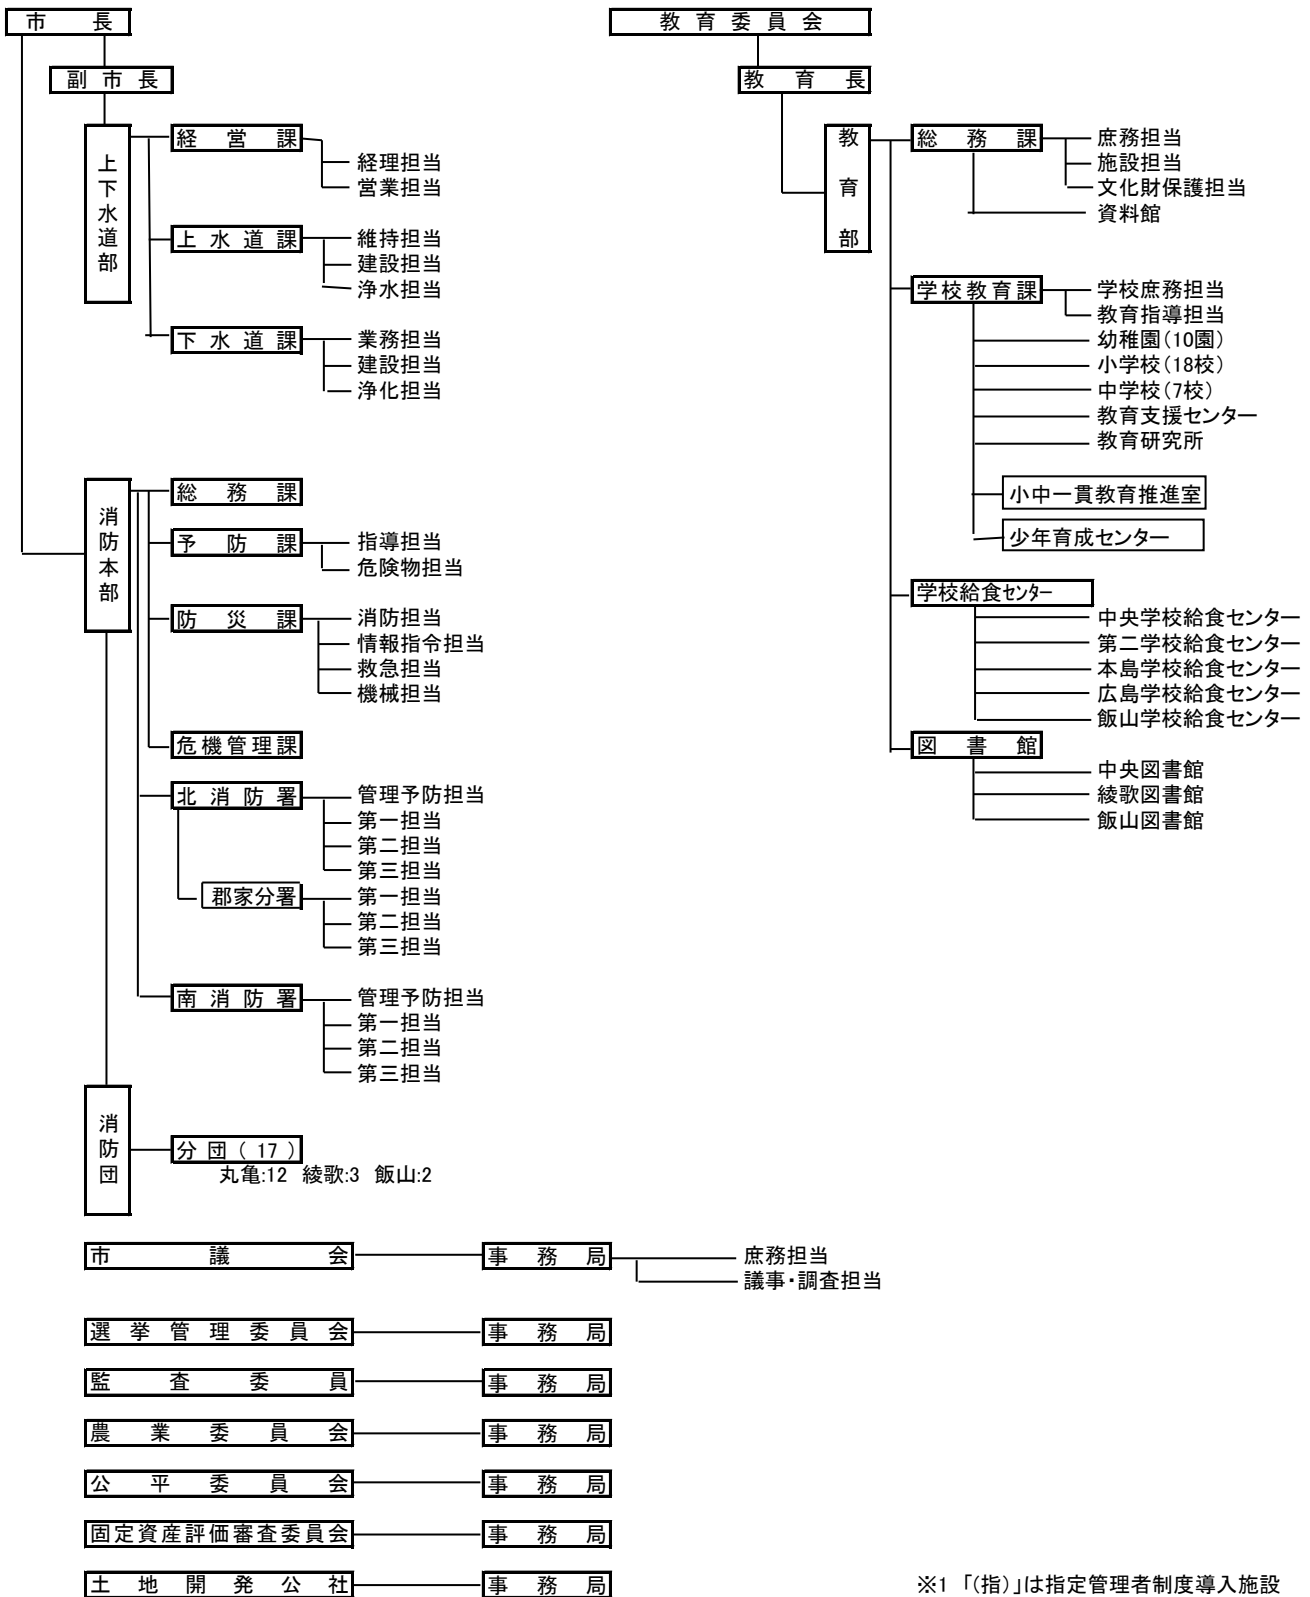 市長
副市長
上下水道部
経営課
経理担当
営業担当
上水道課
維持担当
建設担当
浄水担当
下水道課
業務担当
建設担当
浄化担当
消防本部
総務課
予防課
指導担当
危険物担当
防災課
消防担当
情報指令担当
救急担当
機械担当
危機管理課
北消防署
管理予防担当
第一担当
第二担当
第三担当
郡家分署
第一担当
第二担当
第三担当
南消防署
管理予防担当
第一担当
第二担当
第三担当
消防団
分団(17)
丸亀:12 綾歌:3 飯山:2
教育委員会
教育長
教育部
総務課
庶務担当
施設担当
文化財保護担当
資料館
学校教育課
学校庶務担当
教育指導担当
幼稚園(10園)
小学校(18校)
中学校(7校)
教育支援センター
教育研究所
小中一貫教育推進室
少年育成センター
学校給食センター
中央学校給食センター
第二学校給食センター
本島学校給食センター
広島学校給食センター
飯山学校給食センター
図書館
中央図書館
綾歌図書館
飯山図書館
市議会 事務局
庶務担当
議事・調査担当
選挙管理委員会 事務局
監査委員 事務局
農業委員会 事務局
公平委員会 事務局
固定資産評価審査委員会 事務局
土地開発公社 事務局
※1 「(指)」は指定管理者制度導入施設